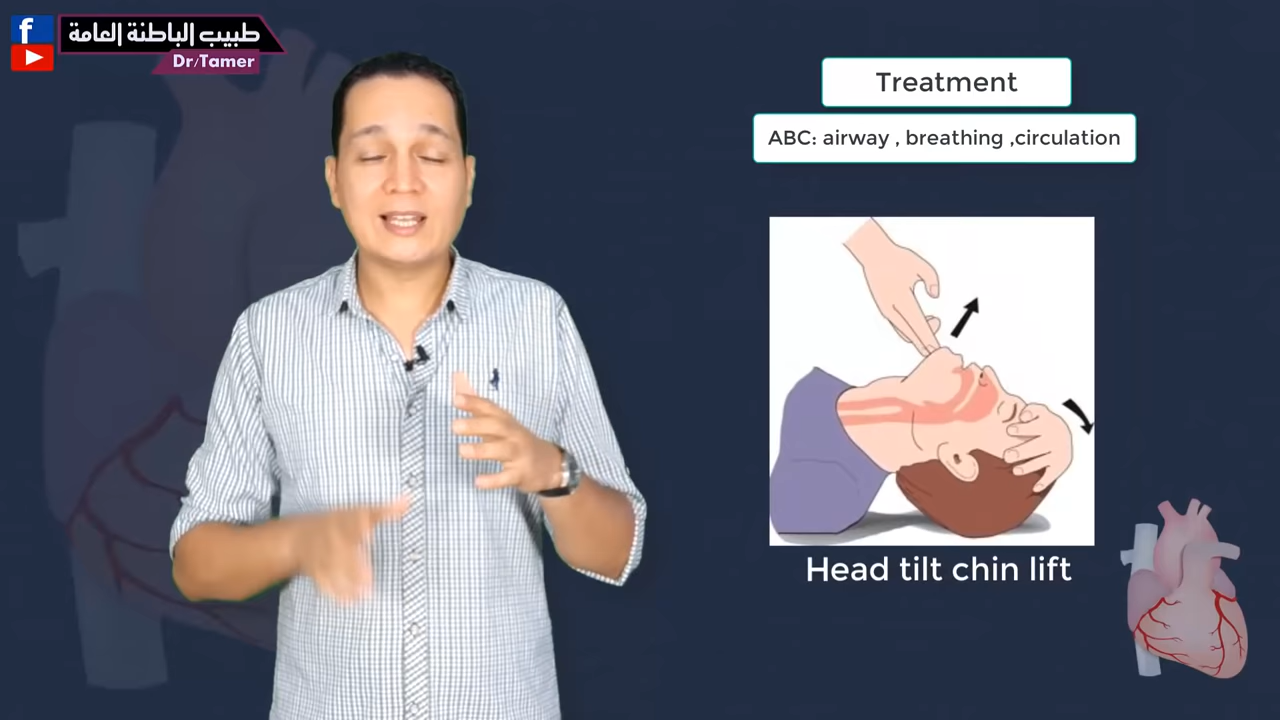 طبيب الباطنة العامة
Dr/Tamer
Treatment
ABC: airway , breathing ,circulation
Head tilt chin lift